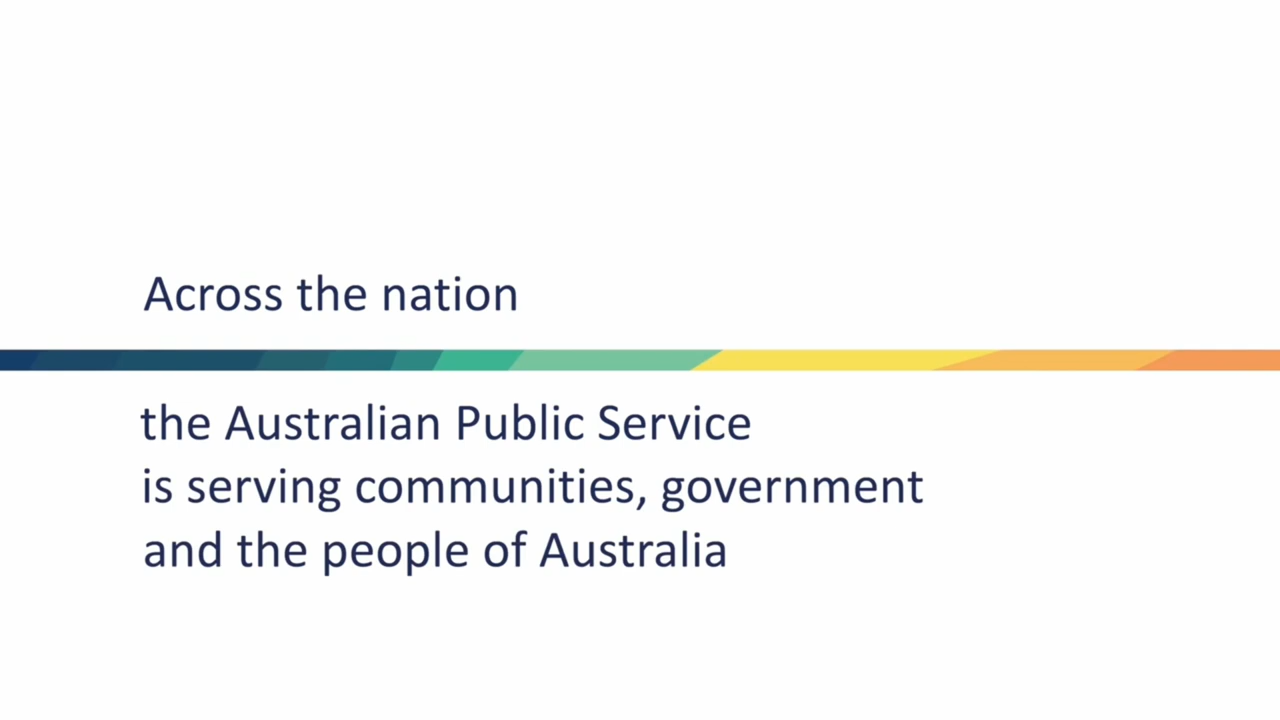 Across the nation
the Australian Public Service
is serving communities, government
and the people of Australia